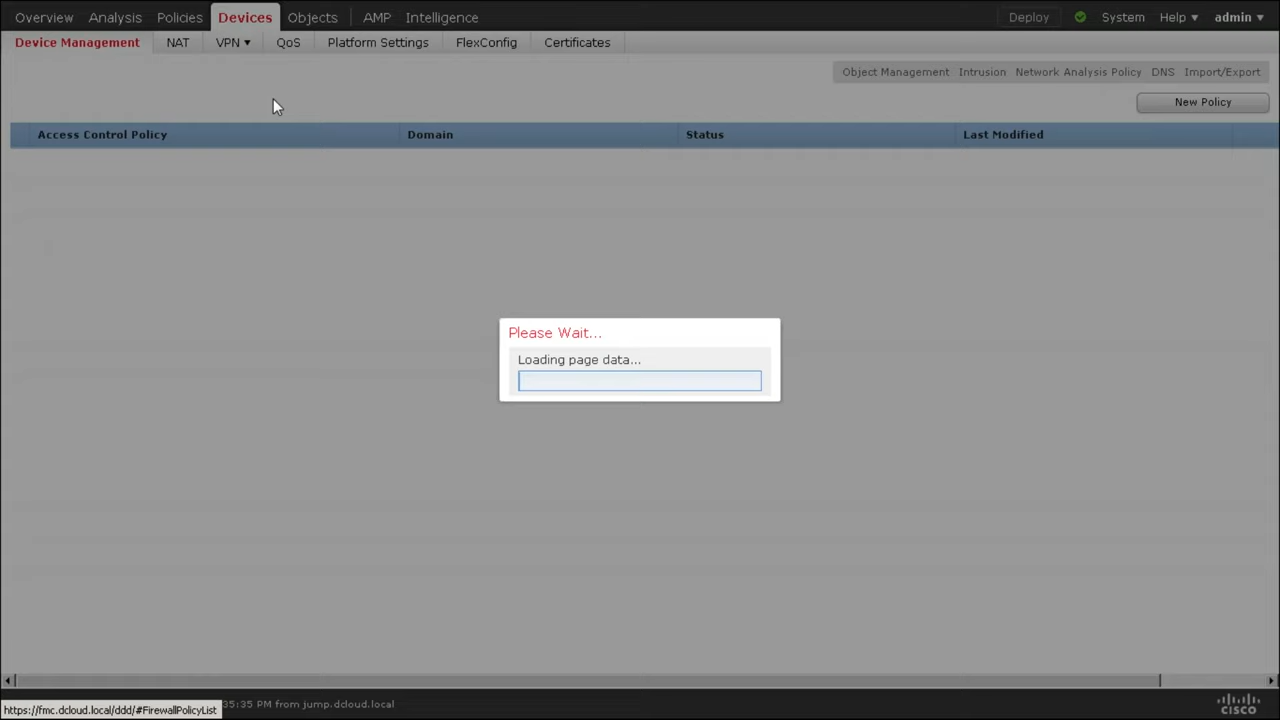 Overview Analysis Policies Devices Objects AMP Intelligence Deploy System Help ▾ admin ▾
Device Management NAT VPN ▾ QoS Platform Settings FlexConfig Certificates
Object Management Intrusion Network Analysis Policy DNS Import/Export
New Policy
Access Control Policy Domain Status Last Modified
Please Wait...
Loading page data...
https://fmc.dcloud.local/ddd/#FirewallPolicyList 35:35 PM from jump.dcloud.local
cisco